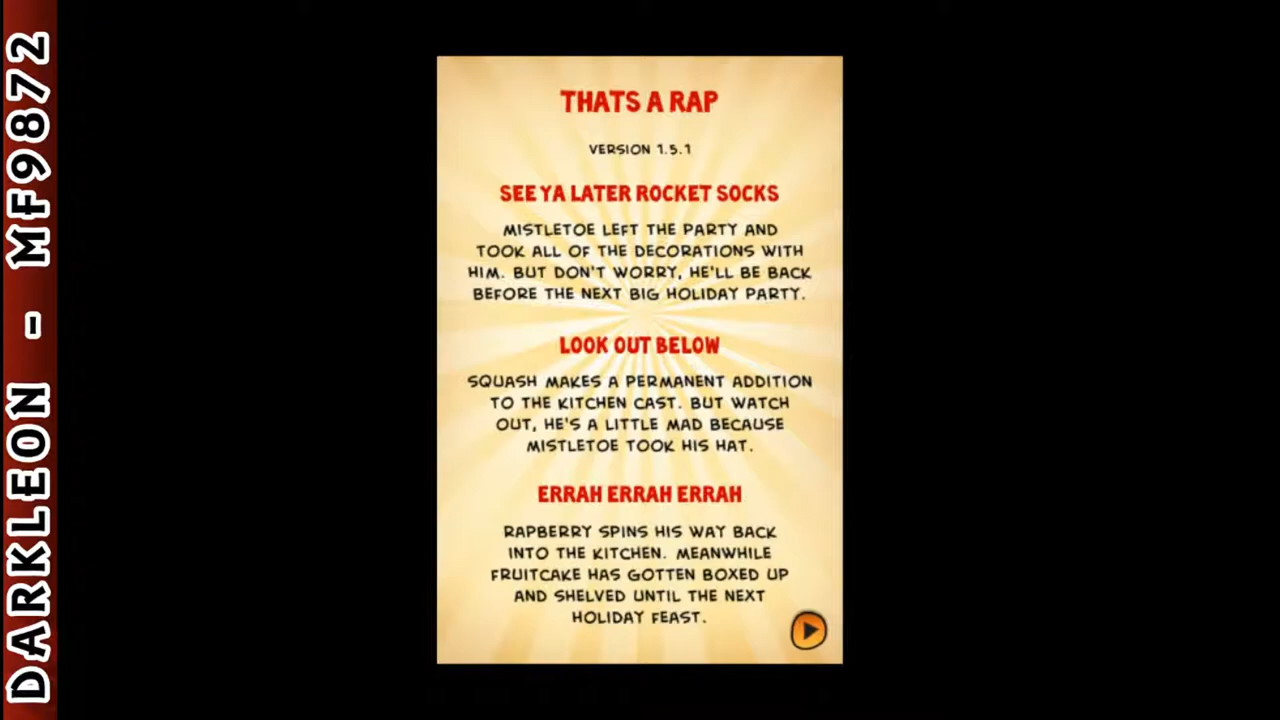 DARKLEON - MF9872
THATS A RAP
VERSION 1.5.1
SEE YA LATER ROCKET SOCKS
MISTLETOE LEFT THE PARTY AND
TOOK ALL OF THE DECORATIONS WITH
HIM. BUT DON'T WORRY, HE'LL BE BACK
BEFORE THE NEXT BIG HOLIDAY PARTY.
LOOK OUT BELOW
SQUASH MAKES A PERMANENT ADDITION
TO THE KITCHEN CAST. BUT WATCH
OUT, HE'S A LITTLE MAD BECAUSE
MISTLETOE TOOK HIS HAT.
ERRAH ERRAH ERRAH
RAPBERRY SPINS HIS WAY BACK
INTO THE KITCHEN. MEANWHILE
FRUITCAKE HAS GOTTEN BOXED UP
AND SHELVED UNTIL THE NEXT
HOLIDAY FEAST.